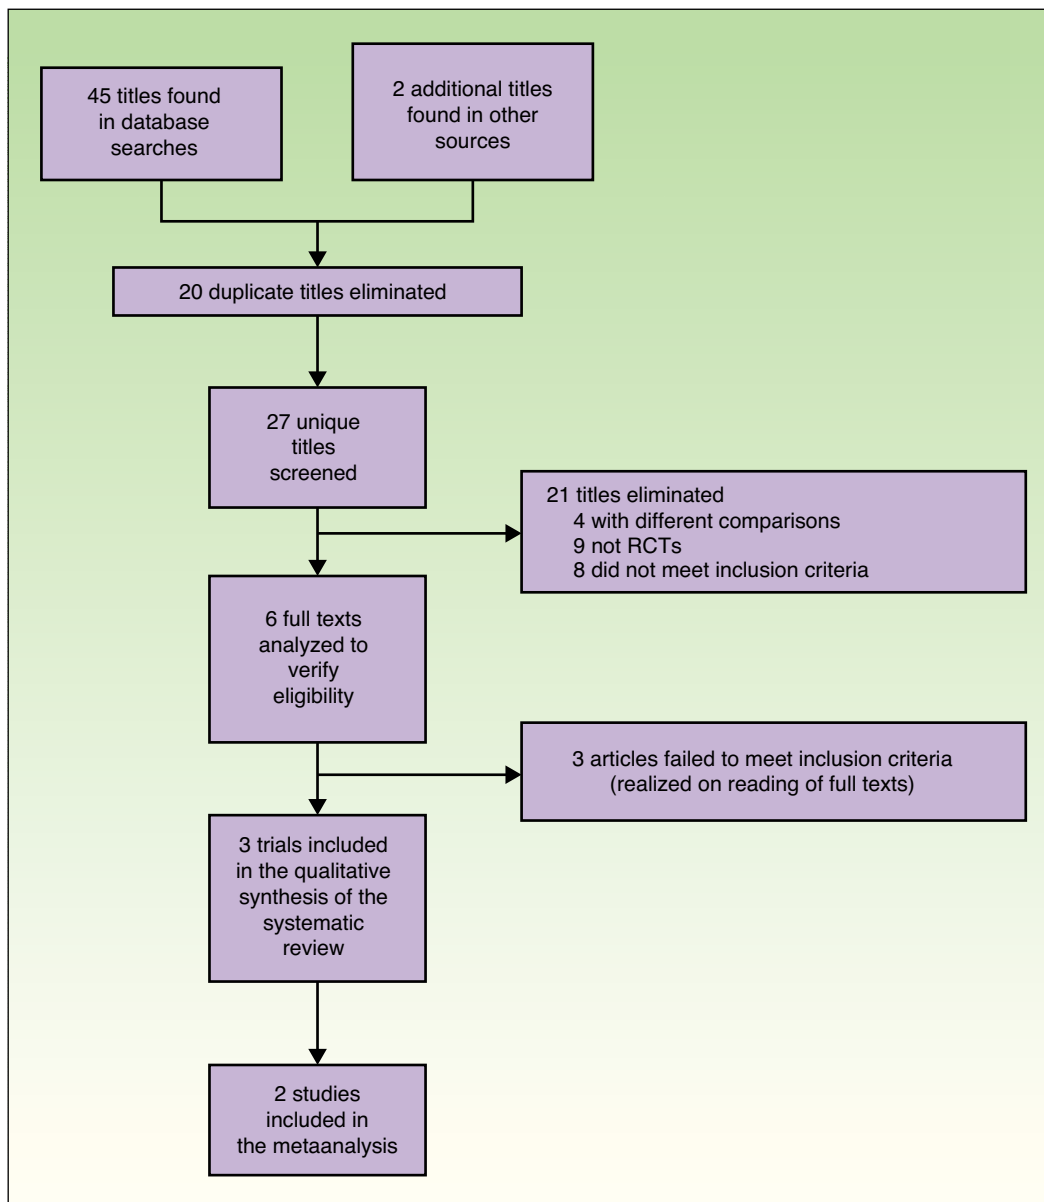 45 titles found
in database
searches
2 additional titles
found in other
sources
20 duplicate titles eliminated
27 unique
titles
screened
21 titles eliminated
4 with different comparisons
9 not RCTs
8 did not meet inclusion criteria
6 full texts
analyzed to
verify
eligibility
3 articles failed to meet inclusion criteria
(realized on reading of full texts)
3 trials included
in the qualitative
synthesis of the
systematic
review
2 studies
included in
the metaanalysis